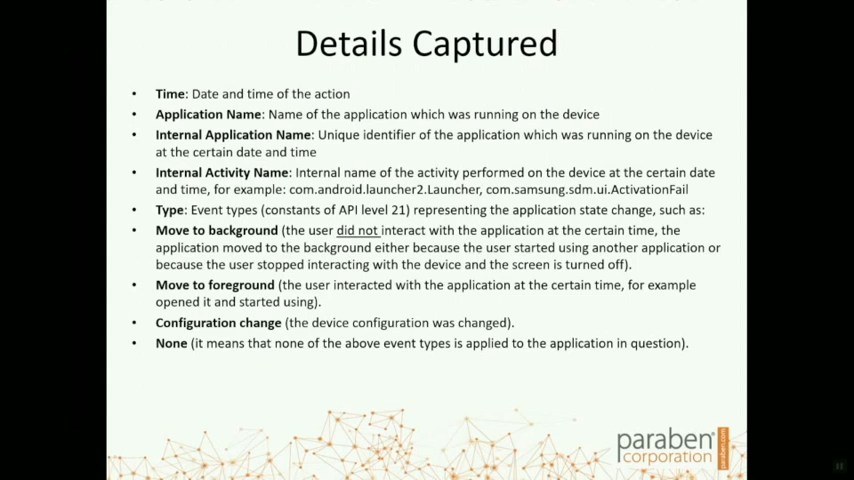 Details Captured
• Time: Date and time of the action
• Application Name: Name of the application which was running on the device
• Internal Application Name: Unique identifier of the application which was running on the device
at the certain date and time
• Internal Activity Name: Internal name of the activity performed on the device at the certain date
and time, for example: com.android.launcher2.Launcher, com.samsung.sdm.ui.ActivationFail
• Type: Event types (constants of API level 21) representing the application state change, such as:
• Move to background (the user did not interact with the application at the certain time, the
application moved to the background either because the user started using another application or
because the user stopped interacting with the device and the screen is turned off).
• Move to foreground (the user interacted with the application at the certain time, for example
opened it and started using).
• Configuration change (the device configuration was changed).
• None (it means that none of the above event types is applied to the application in question).
paraben®
corporation
paraben.com